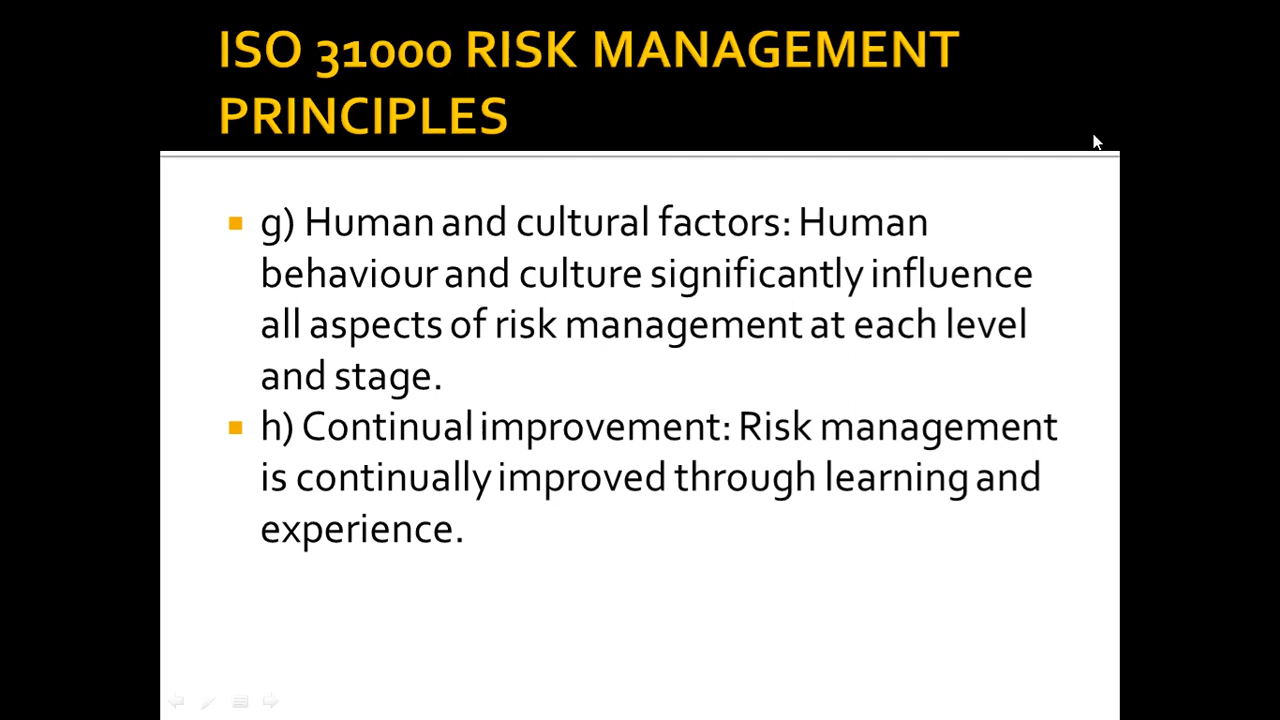 ISO 31000 RISK MANAGEMENT
PRINCIPLES
g) Human and cultural factors: Human
behaviour and culture significantly influence
all aspects of risk management at each level
and stage.
h) Continual improvement: Risk management
is continually improved through learning and
experience.